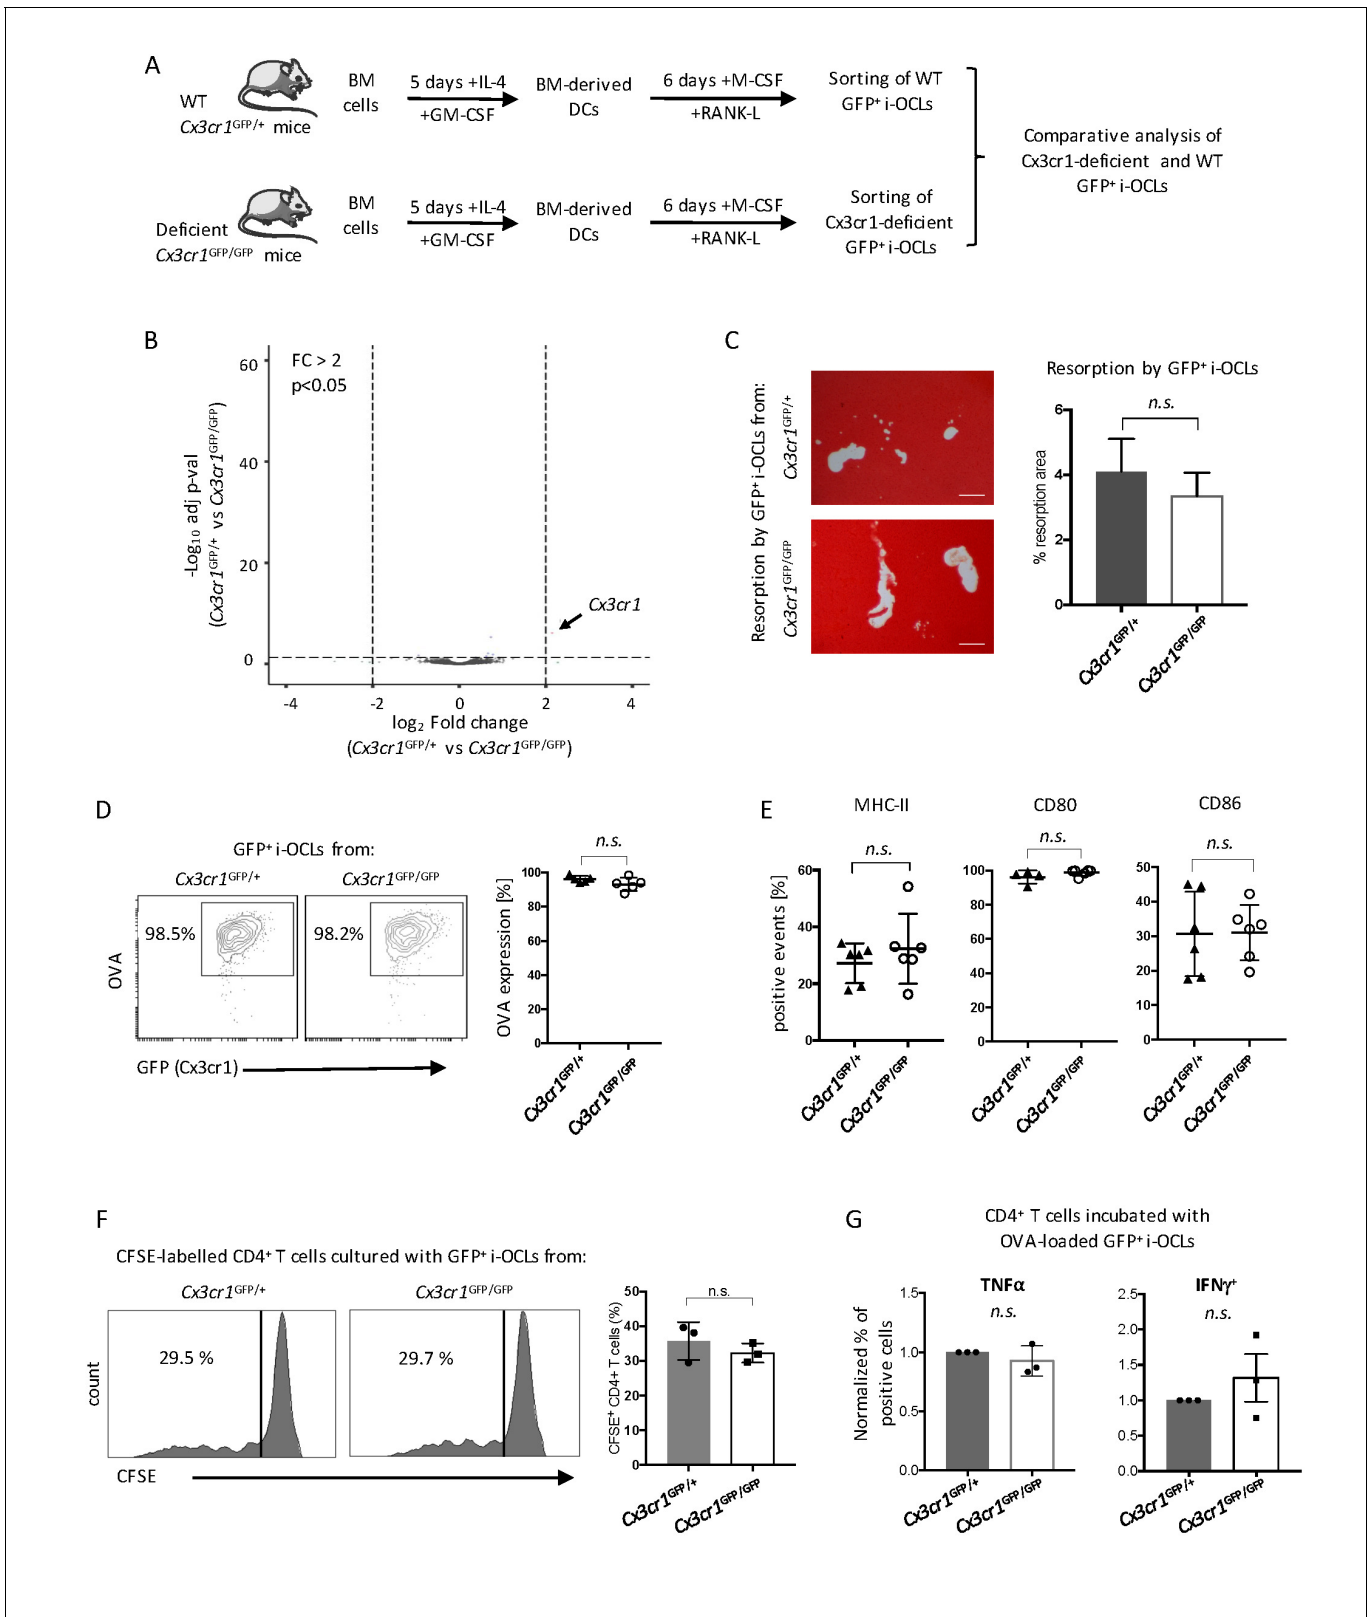 A
WT
Cx3cr1GFP/+ mice
BM
cells
5 days +IL-4
+GM-CSF
BM-derived
DCs
6 days +M-CSF
+RANK-L
Sorting of WT
GFP+ i-OCLs
Deficient
Cx3cr1GFP/GFP mice
BM
cells
5 days +IL-4
+GM-CSF
BM-derived
DCs
6 days +M-CSF
+RANK-L
Sorting of
Cx3cr1-deficient
GFP+ i-OCLs
Comparative analysis of
Cx3cr1-deficient and WT
GFP+ i-OCLs
B
-Log10 adj p-val
(Cx3cr1GFP/+ vs Cx3cr1GFP/GFP)
60
40
20
0
FC > 2
p<0.05
Cx3cr1
-4
-2
0
2
4
log2 Fold change
(Cx3cr1GFP/+ vs Cx3cr1GFP/GFP)
C
Resorption by GFP+ i-OCLs from:
Cx3cr1GFP/+
Cx3cr1GFP/GFP
Resorption by GFP+ i-OCLs
n.s.
% resorption area
6
4
2
0
Cx3cr1GFP/+
Cx3cr1GFP/GFP
D
GFP+ i-OCLs from:
Cx3cr1GFP/+
Cx3cr1GFP/GFP
98.5%
98.2%
OVA
GFP (Cx3cr1)
n.s.
OVA expression [%]
100
80
60
40
20
0
Cx3cr1GFP/+
Cx3cr1GFP/GFP
E
MHC-II
n.s.
positive events [%]
60
40
20
0
Cx3cr1GFP/+
Cx3cr1GFP/GFP
CD80
n.s.
100
80
60
40
20
0
Cx3cr1GFP/+
Cx3cr1GFP/GFP
CD86
n.s.
50
40
30
20
10
0
Cx3cr1GFP/+
Cx3cr1GFP/GFP
F
CFSE-labelled CD4+ T cells cultured with GFP+ i-OCLs from:
Cx3cr1GFP/+
Cx3cr1GFP/GFP
29.5 %
29.7 %
count
CFSE
n.s.
CFSE+ CD4+ T cells (%)
50
40
30
20
10
0
Cx3cr1GFP/+
Cx3cr1GFP/GFP
G
CD4+ T cells incubated with
OVA-loaded GFP+ i-OCLs
TNFα
n.s.
Normalized % of
positive cells
1.5
1.0
0.5
0.0
Cx3cr1GFP/+
Cx3cr1GFP/GFP
IFNγ+
n.s.
2.5
2.0
1.5
1.0
0.5
0.0
Cx3cr1GFP/+
Cx3cr1GFP/GFP